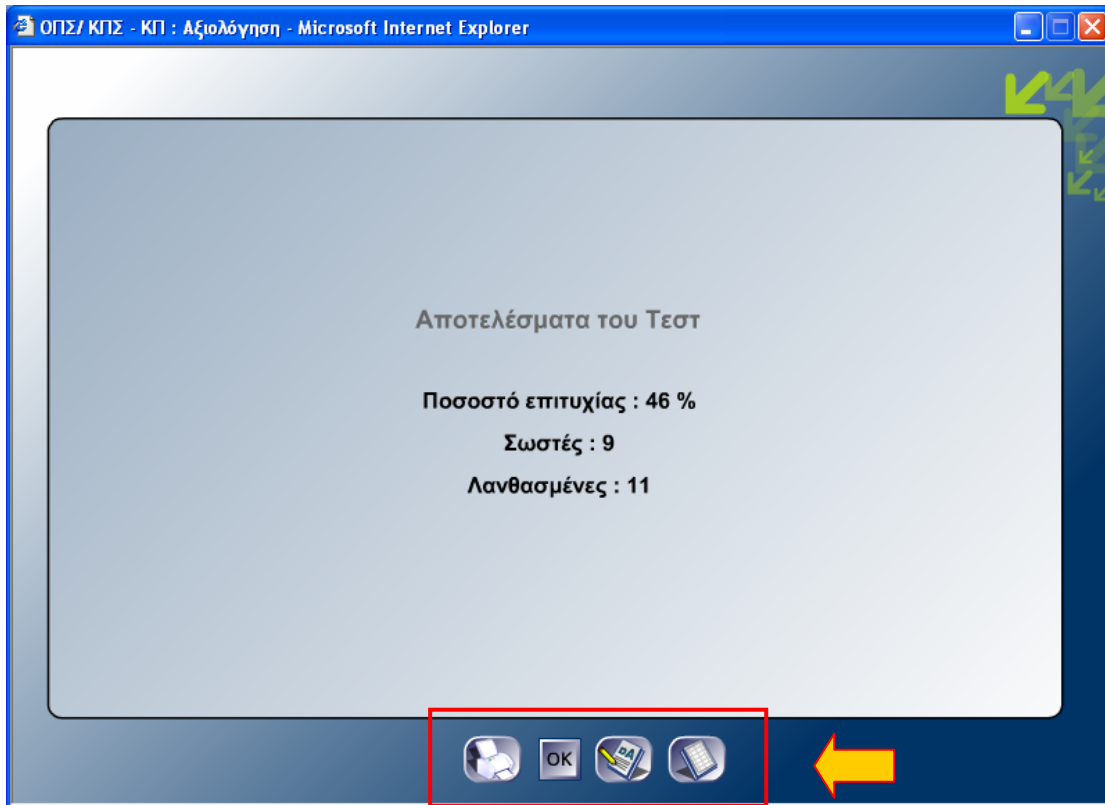 ΟΠΣ/ ΚΠΣ - ΚΠ : Αξιολόγηση - Microsoft Internet Explorer
Αποτελέσματα του Τεστ
Ποσοστό επιτυχίας : 46 %
Σωστές : 9
Λανθασμένες : 11
OK